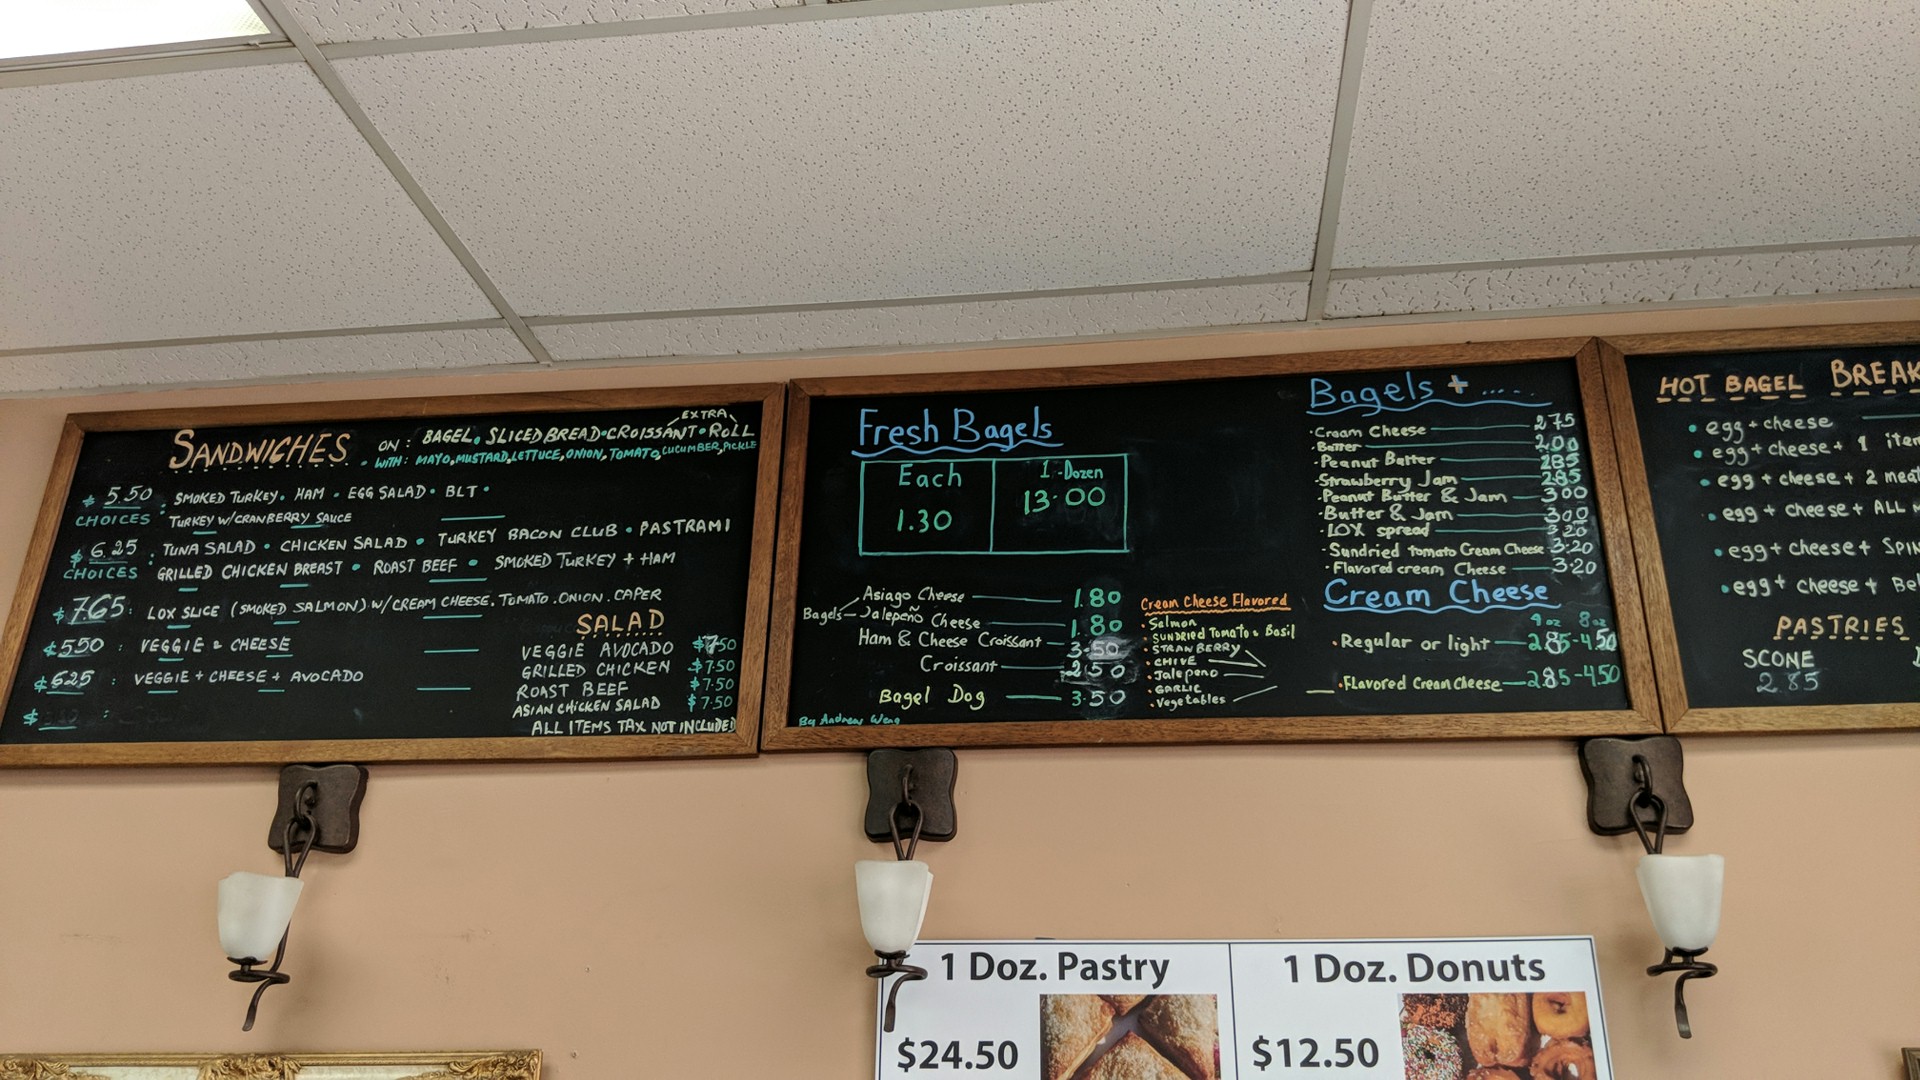 SANDWICHES
EXTRA
ON: BAGEL. SLICED BREAD • CROISSANT • ROLL
• WITH: MAYO, MUSTARD, LETTUCE, ONION, TOMATO, CUCUMBER, PICKLE
$ 5.50 : SMOKED TURKEY • HAM • EGG SALAD • BLT •
CHOICES TURKEY W/CRANBERRY SAUCE
$ 6.25 : TUNA SALAD • CHICKEN SALAD • TURKEY BACON CLUB • PASTRAMI
CHOICES GRILLED CHICKEN BREAST • ROAST BEEF • SMOKED TURKEY + HAM
$ 7.65 : LOX SLICE (SMOKED SALMON) W/CREAM CHEESE. TOMATO. ONION. CAPER
$5.50 : VEGGIE & CHEESE
$6.25 : VEGGIE + CHEESE + AVOCADO
$ :
SALAD
VEGGIE AVOCADO $7.50
GRILLED CHICKEN $7.50
ROAST BEEF $7.50
ASIAN CHICKEN SALAD $7.50
ALL ITEMS TAX NOT INCLUDED
Fresh Bagels
Each 1.30
1-Dozen 13.00
Bagels
Asiago Cheese 1.80
Jalapeño Cheese 1.80
Ham & Cheese Croissant 3.50
Croissant 2.50
Bagel Dog 3.50
By Andrew Weng
Cream Cheese Flavored
• Salmon
• SUNDRied Tomato & Basil
• STRAWBERRY
• CHIVE
• Jalepeno
• GARLIC
• Vegetables
Bagels + .....
• Cream Cheese 2.75
• Butter 2.00
• Peanut Butter 2.85
• Strawberry Jam 2.85
• Peanut Butter & Jam 3.00
• Butter & Jam 3.00
• LOX spread 3.20
• Sundried tomato Cream Cheese 3.20
• Flavored cream Cheese 3.20
Cream Cheese
8 oz
• Regular or light 2.85-4.50
• Flavored Cream Cheese 2.85-4.50
HOT BAGEL BREAK
• egg + cheese
• egg + cheese + 1 item
• egg + cheese + 2 meat
• egg + cheese + ALL M
• egg + cheese + SPIN
• egg + cheese + Bel
PASTRIES
SCONE
2.85
1 Doz. Pastry
$24.50
1 Doz. Donuts
$12.50